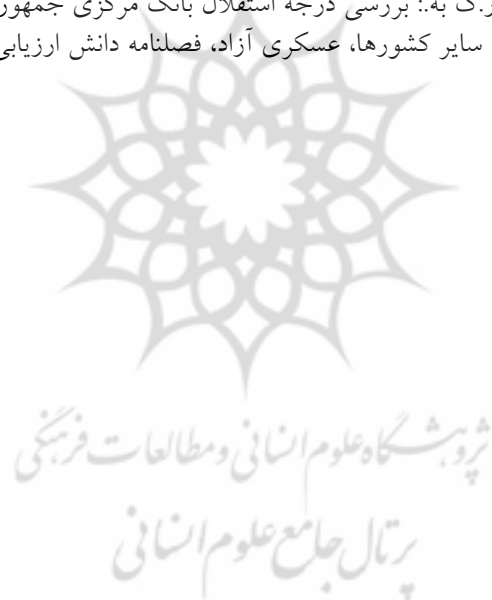 ر.ک به: بررسی درجه استقلال بانک مرکزی جمهور
سایر کشورها، عسکری آزاد، فصلنامه دانش ارزیابی
پژوهشگاه علوم انسانی و مطالعات فرهنگی
پرتال جامع علوم انسانی